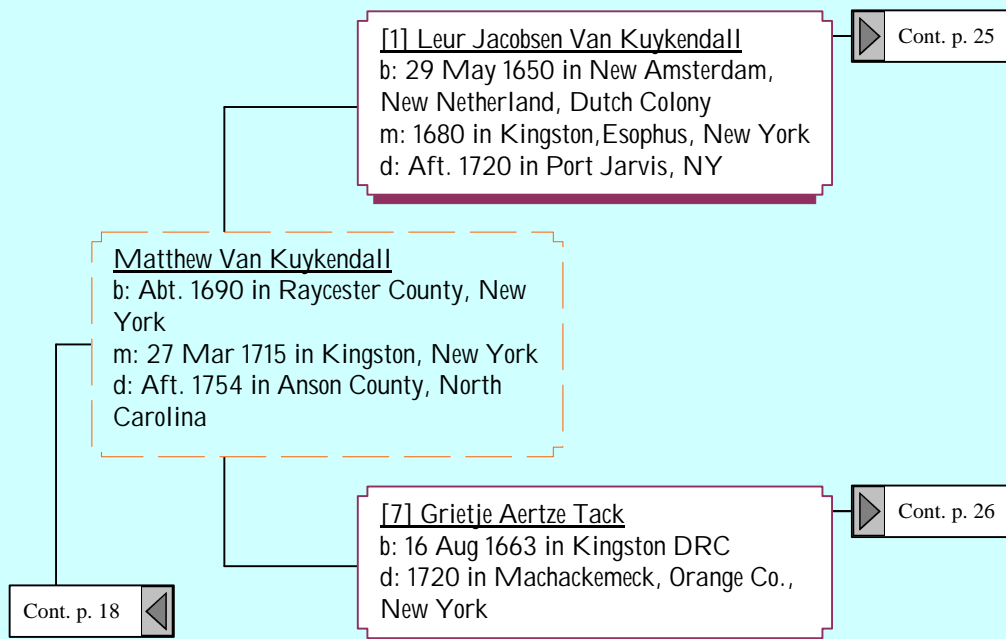 [1] Leur Jacobsen Van Kuykendall
b: 29 May 1650 in New Amsterdam,
New Netherland, Dutch Colony
m: 1680 in Kingston,Esophus, New York
d: Aft. 1720 in Port Jarvis, NY
Cont. p. 25
Matthew Van Kuykendall
b: Abt. 1690 in Raycester County, New
York
m: 27 Mar 1715 in Kingston, New York
d: Aft. 1754 in Anson County, North
Carolina
[7] Grietje Aertze Tack
b: 16 Aug 1663 in Kingston DRC
d: 1720 in Machackemeck, Orange Co.,
New York
Cont. p. 26
Cont. p. 18